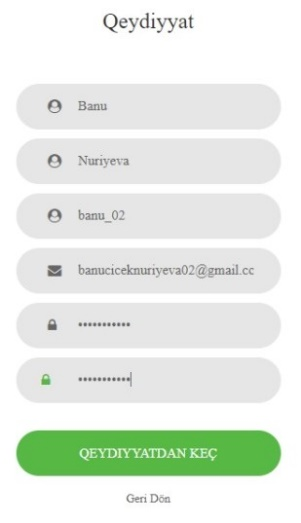 Qeydiyyat
Banu
Nuriyeva
banu_02
banuciceknuriyeva02@gmail.cc
•••••••••••
•••••••••••
QEYDIYYATDAN KEÇ
Geri Dön